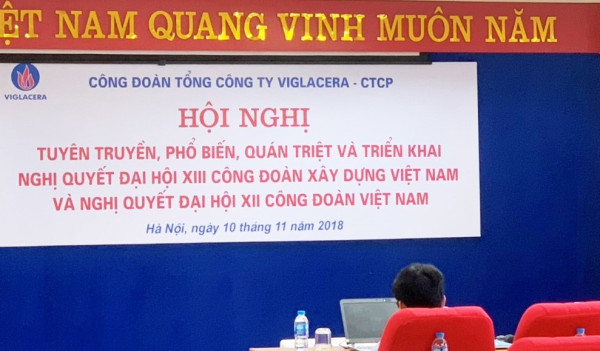 ỆT NAM QUANG VINH MUÔN NĂM
VIGLACERA
CÔNG ĐOÀN TỔNG CÔNG TY VIGLACERA - CTCP
HỘI NGHỊ
TUYÊN TRUYỀN, PHỔ BIẾN, QUÁN TRIỆT VÀ TRIỂN KHAI
NGHỊ QUYẾT ĐẠI HỘI XIII CÔNG ĐOÀN XÂY DỰNG VIỆT NAM
VÀ NGHỊ QUYẾT ĐẠI HỘI XII CÔNG ĐOÀN VIỆT NAM
Hà Nội, ngày 10 tháng 11 năm 2018